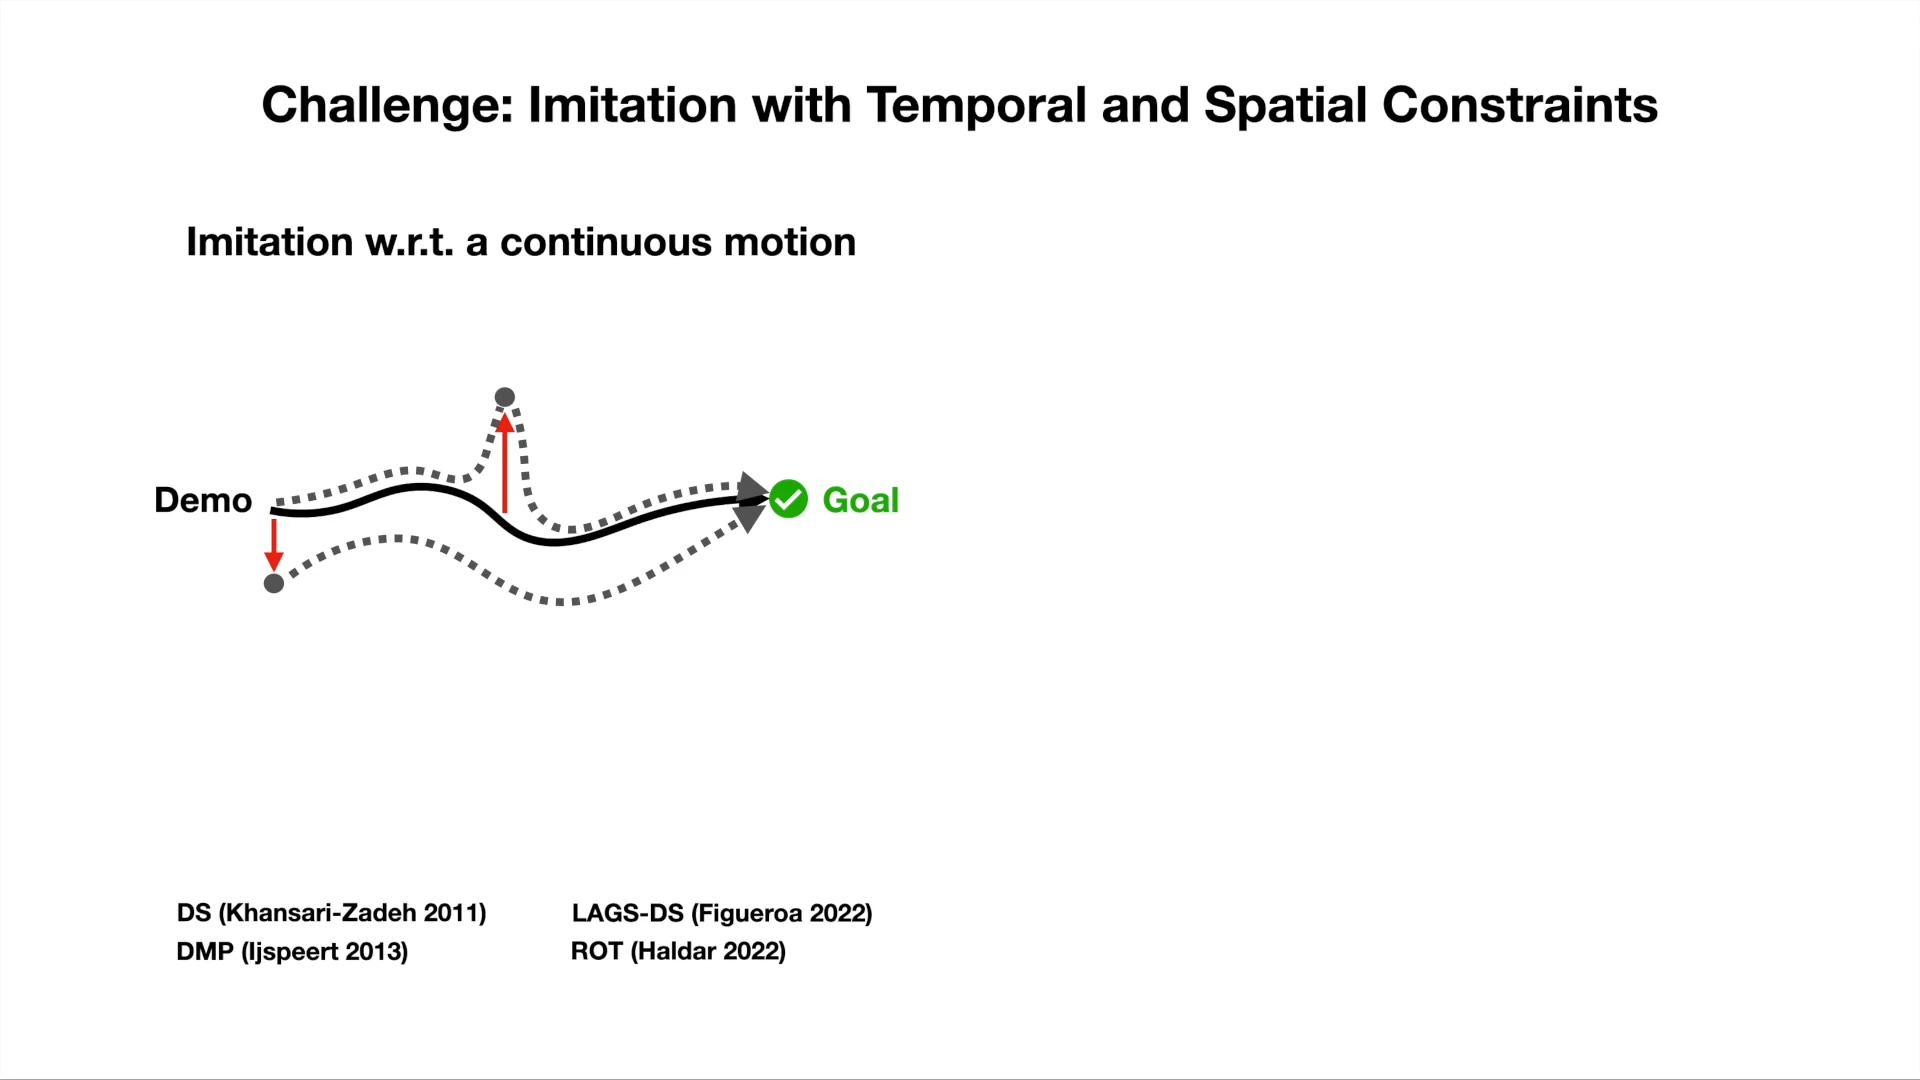 Challenge: Imitation with Temporal and Spatial Constraints
Imitation w.r.t. a continuous motion
Demo
Goal
DS (Khansari-Zadeh 2011)
LAGS-DS (Figueroa 2022)
DMP (Ijspeert 2013)
ROT (Haldar 2022)